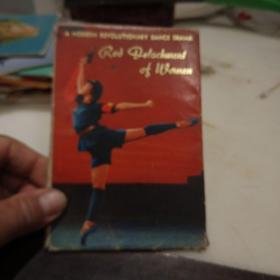 A MODERN REVOLUTIONARY DANCE DRAMA
Red Detachment
of Women